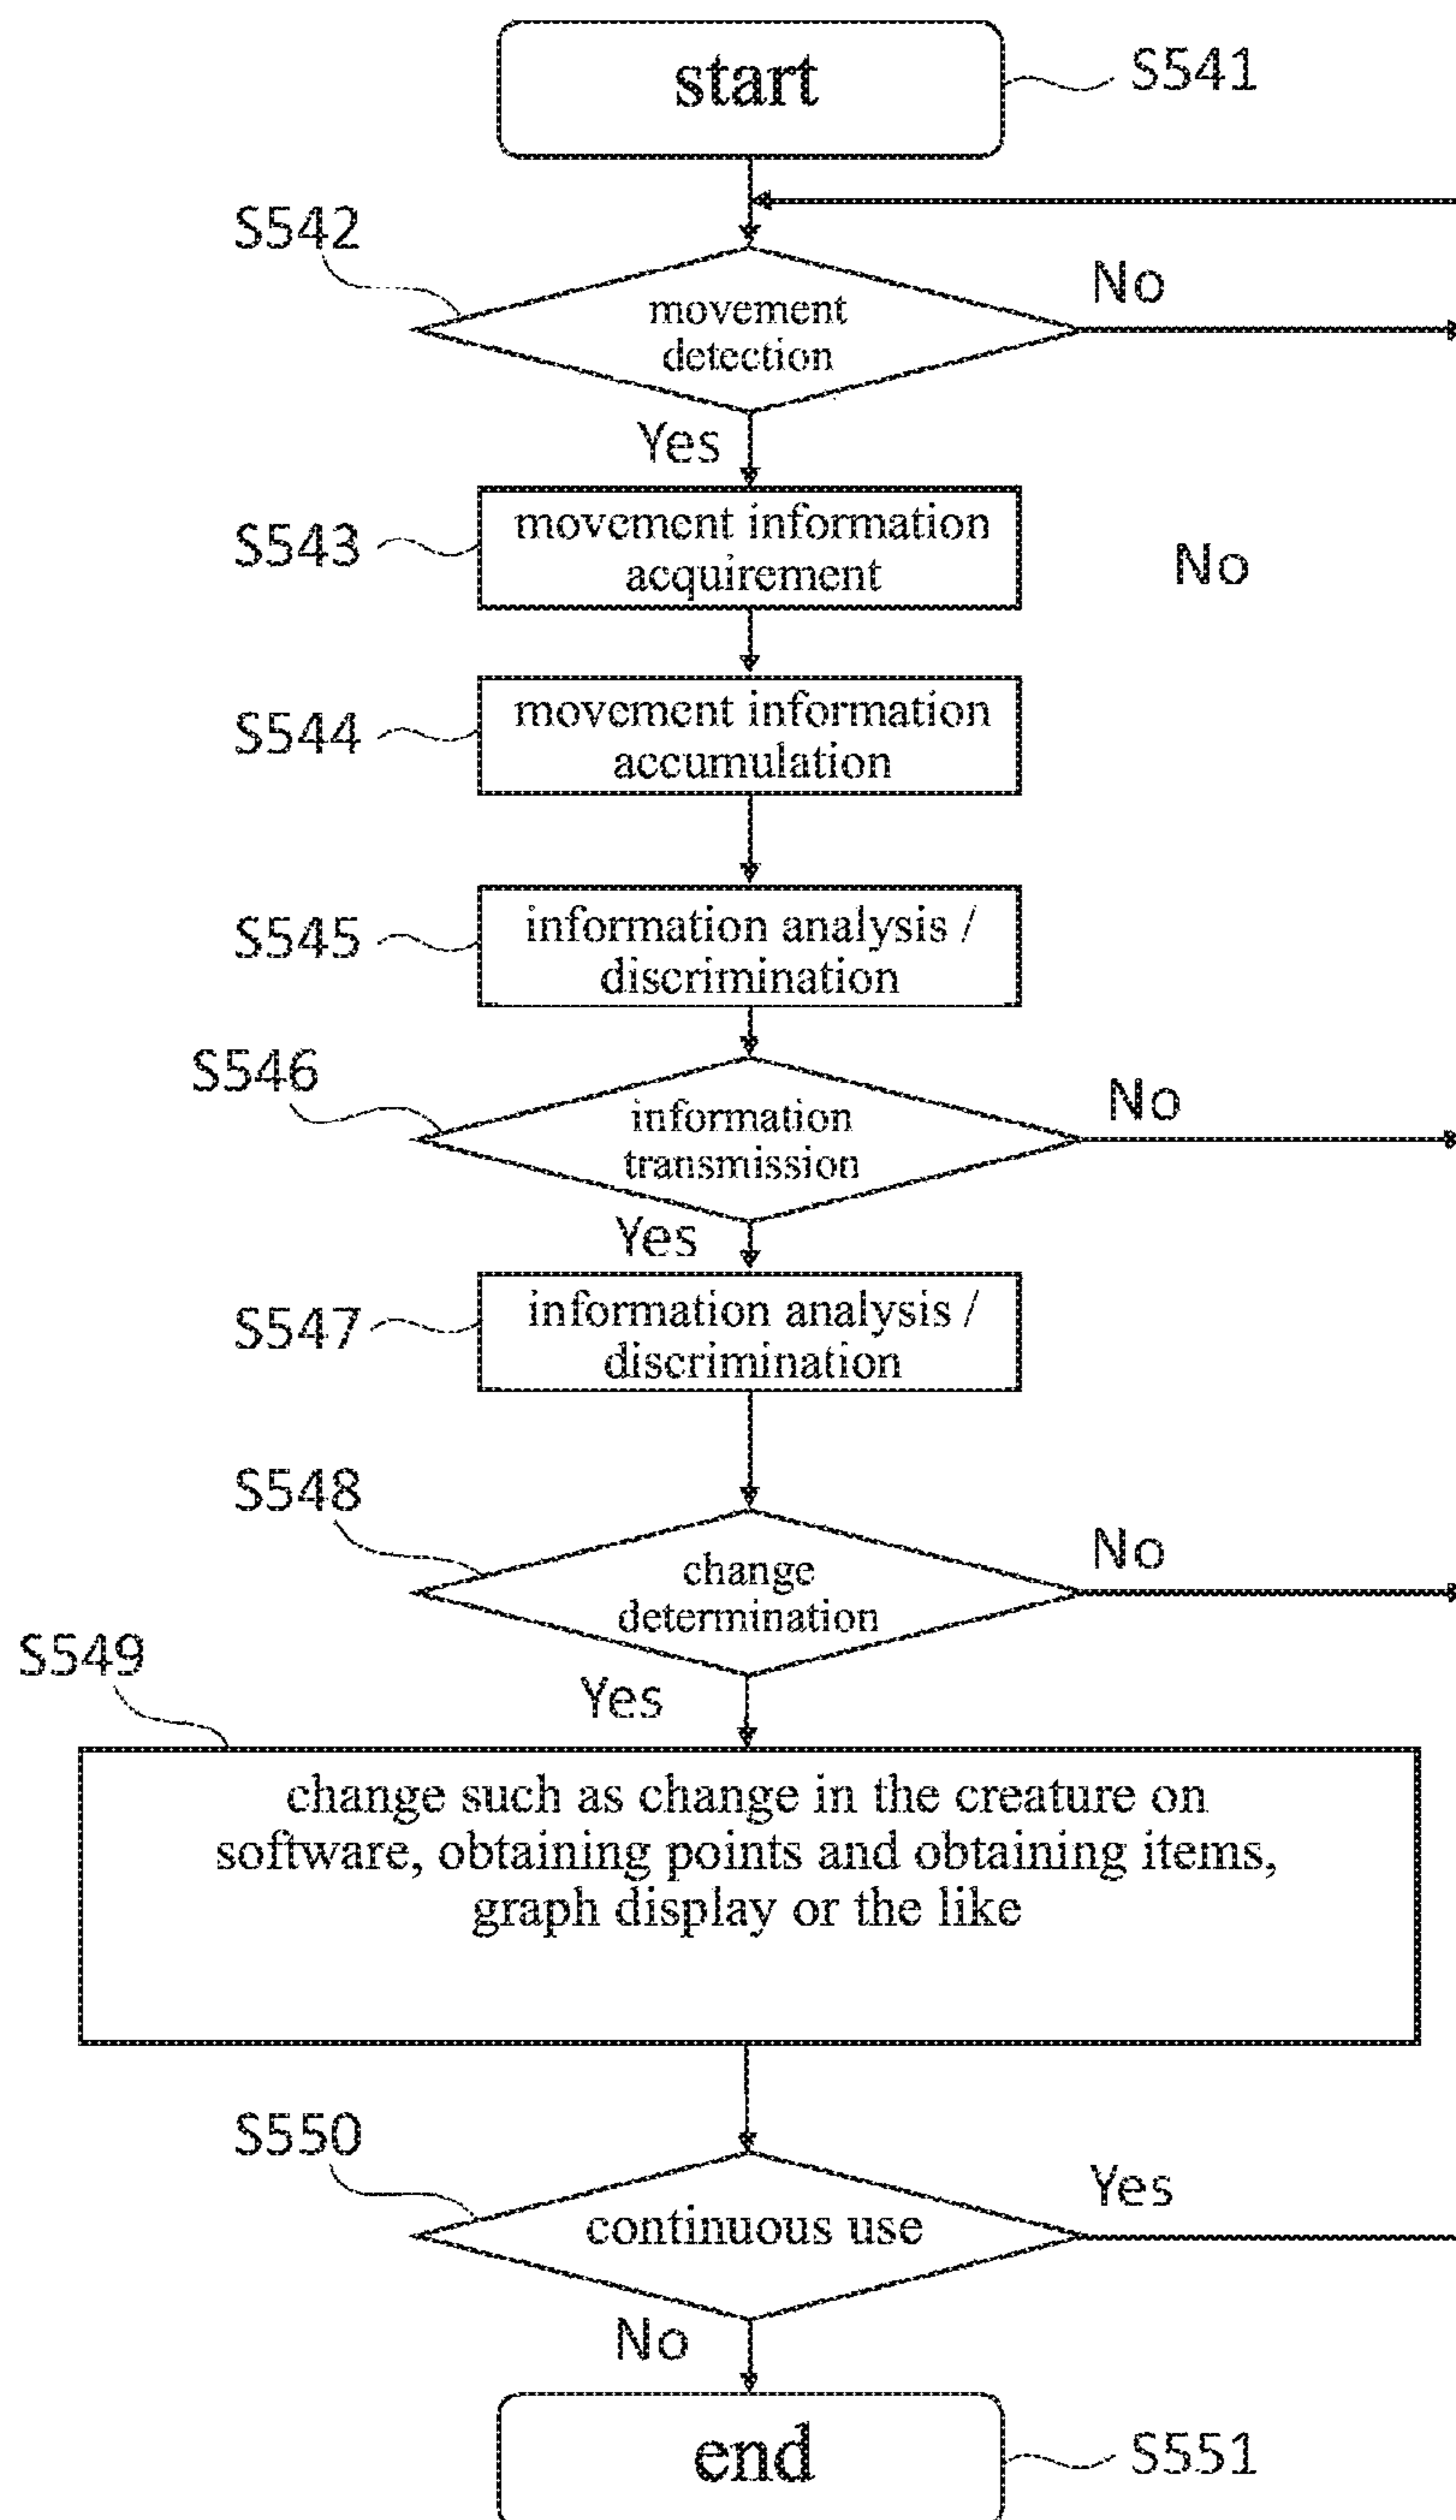 start
S541
S542
No
movement
detection
Yes
S543
movement information
acquirement
No
S544
movement information
accumulation
S545
information analysis /
discrimination
S546
No
information
transmission
Yes
S547
information analysis /
discrimination
S548
No
change
determination
S549
Yes
change such as change in the creature on
software, obtaining points and obtaining items,
graph display or the like
S550
Yes
continuous use
No
end
S551